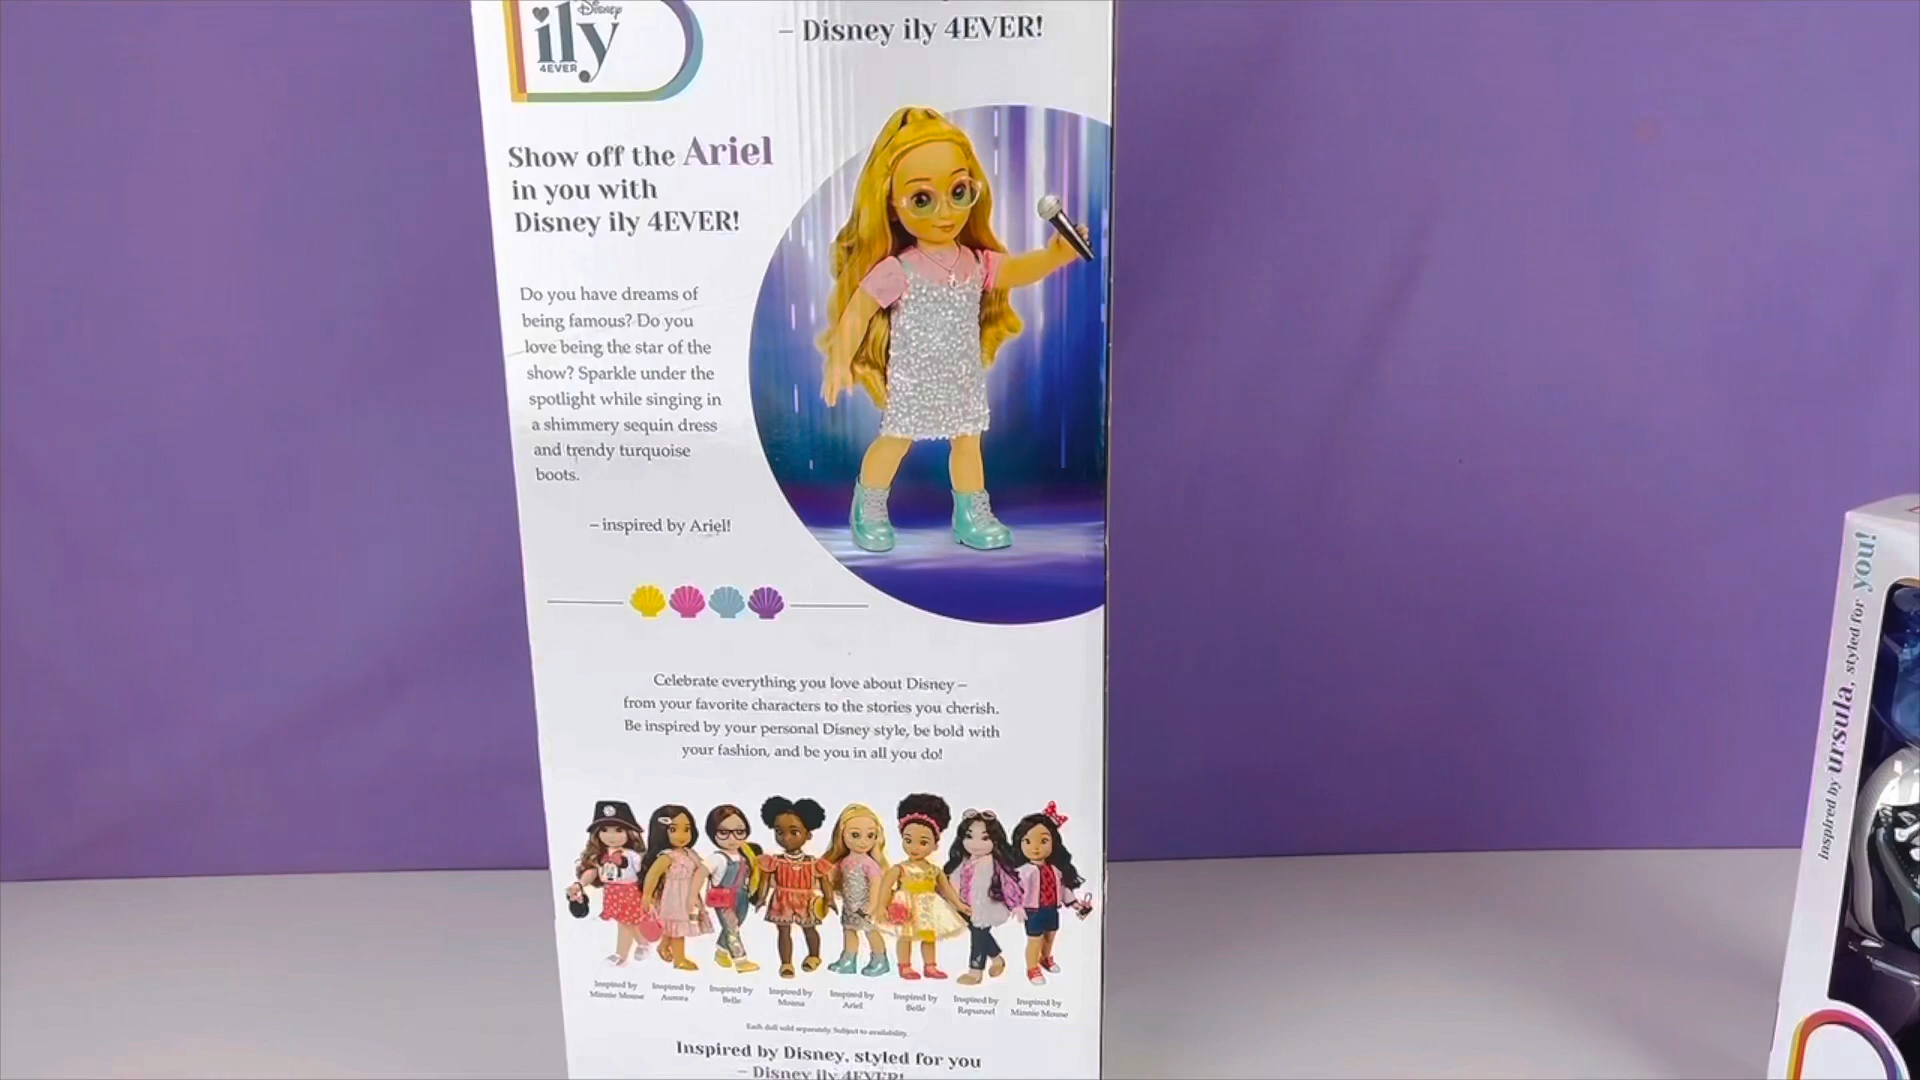 Disney
ily
4EVER
– Disney ily 4EVER!
Show off the Ariel
in you with
Disney ily 4EVER!
Do you have dreams of
being famous? Do you
love being the star of the
show? Sparkle under the
spotlight while singing in
a shimmery sequin dress
and trendy turquoise
boots.
– inspired by Ariel!
Celebrate everything you love about Disney –
from your favorite characters to the stories you cherish.
Be inspired by your personal Disney style, be bold with
your fashion, and be you in all you do!
Inspired by
Minnie Mouse
Inspired by
Aurora
Inspired by
Belle
Inspired by
Moana
Inspired by
Ariel
Inspired by
Belle
Inspired by
Rapunzel
Inspired by
Minnie Mouse
Each doll sold separately. Subject to availability.
Inspired by Disney, styled for you
– Disney ily 4EVER!
inspired by ursula, styled for you!